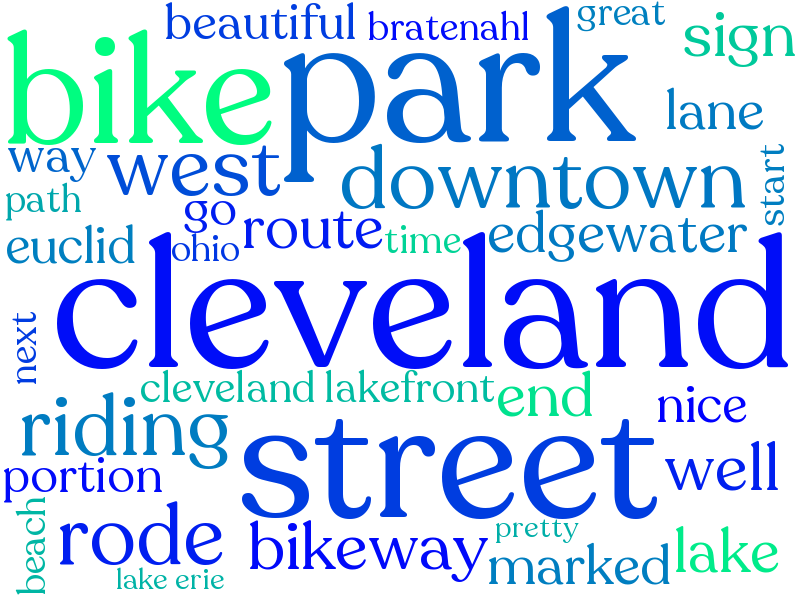 beautiful
bratenahl
great
sign
bike
park
lane
way
west
downtown
start
path
go
route
time
edgewater
euclid
ohio
cleveland
next
cleveland lakefront
end
nice
riding
street
well
portion
beach
rode
bikeway
pretty
marked
lake
lake erie